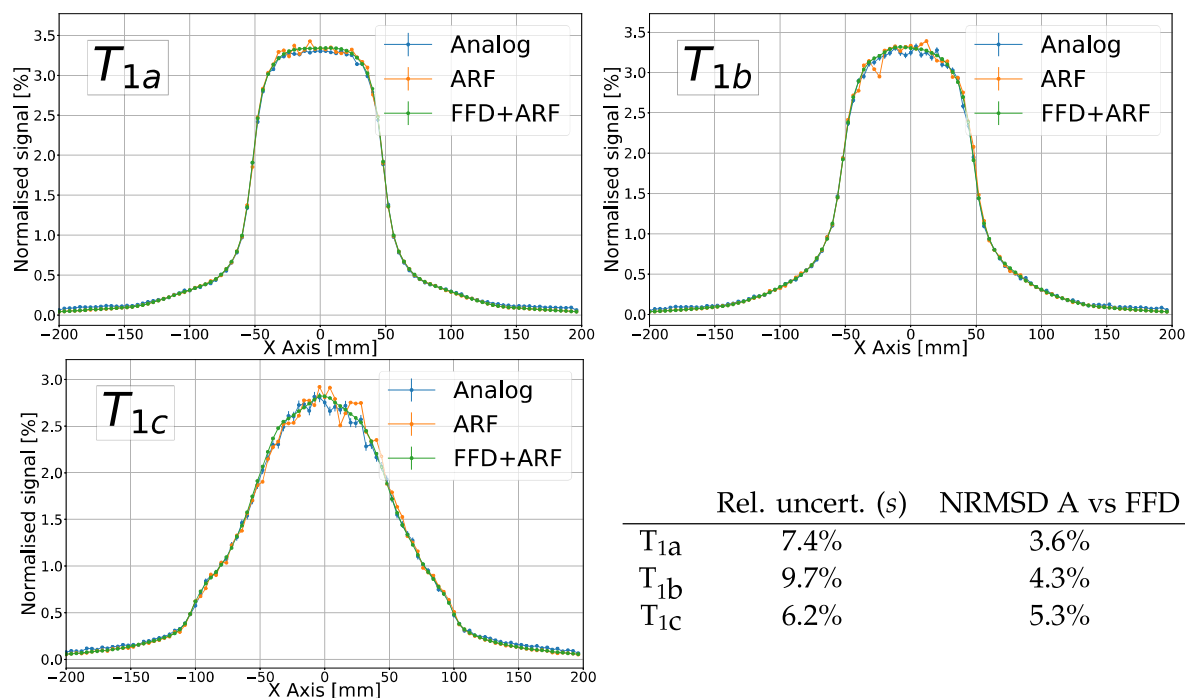 Normalised signal [%]
3.5
3.0
2.5
2.0
1.5
1.0
0.5
0.0
T1a
Analog
ARF
FFD+ARF
−200 −150 −100 −50 0 50 100 150 200
X Axis [mm]
Normalised signal [%]
3.5
3.0
2.5
2.0
1.5
1.0
0.5
0.0
T1b
Analog
ARF
FFD+ARF
−200 −150 −100 −50 0 50 100 150 200
X Axis [mm]
Normalised signal [%]
3.0
2.5
2.0
1.5
1.0
0.5
0.0
T1c
Analog
ARF
FFD+ARF
−200 −150 −100 −50 0 50 100 150 200
X Axis [mm]
Rel. uncert. (s) NRMSD A vs FFD
T1a 7.4% 3.6%
T1b 9.7% 4.3%
T1c 6.2% 5.3%